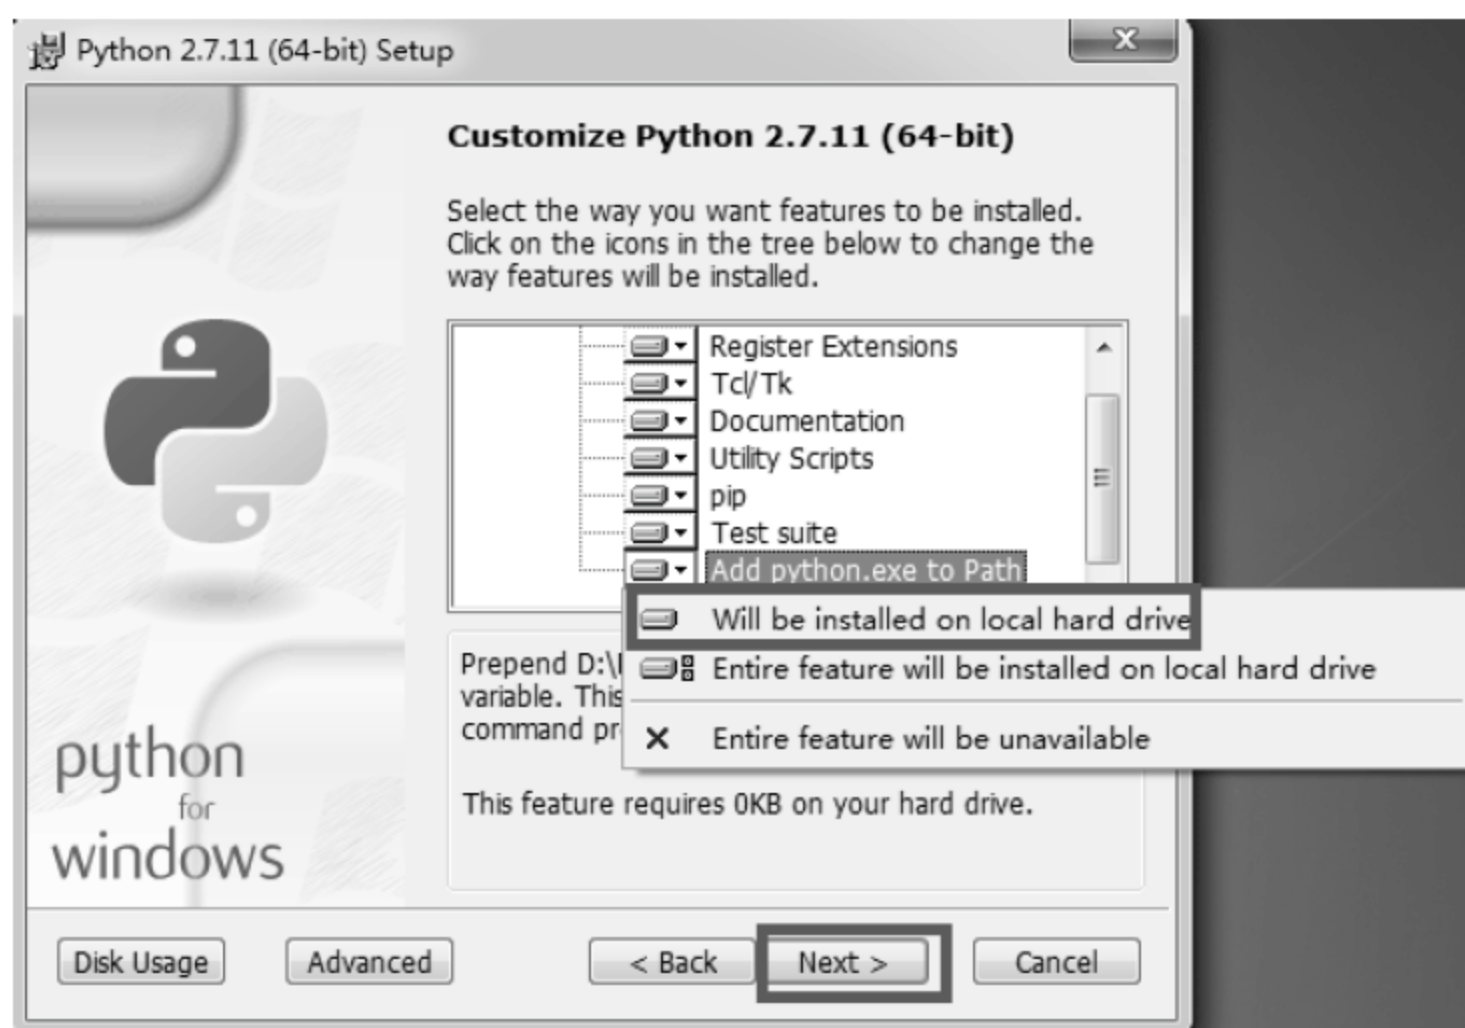 Python 2.7.11 (64-bit) Setup
Customize Python 2.7.11 (64-bit)
Select the way you want features to be installed.
Click on the icons in the tree below to change the
way features will be installed.
Register Extensions
Tcl/Tk
Documentation
Utility Scripts
pip
Test suite
Add python.exe to Path
Will be installed on local hard drive
Entire feature will be installed on local hard drive
Entire feature will be unavailable
Prepend D:\
variable. This
command
This feature requires 0KB on your hard drive.
python
for
windows
Disk Usage
Advanced
< Back
Next >
Cancel